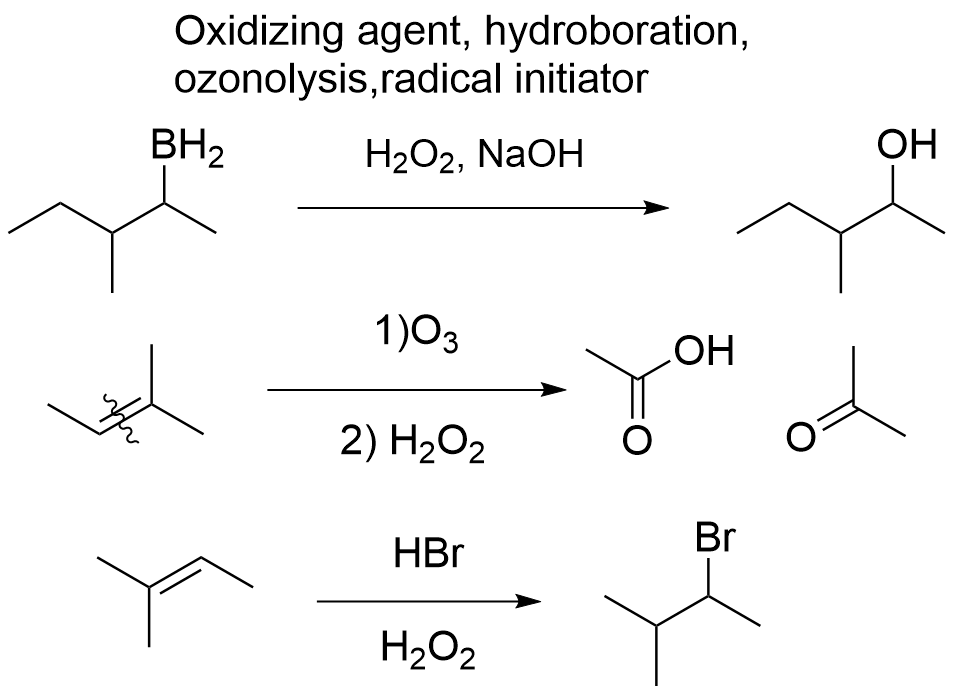 Oxidizing agent, hydroboration,
ozonolysis,radical initiator
BH₂
H₂O₂, NaOH
OH
1)O₃
2) H₂O₂
OH
O
O
HBr
H₂O₂
Br